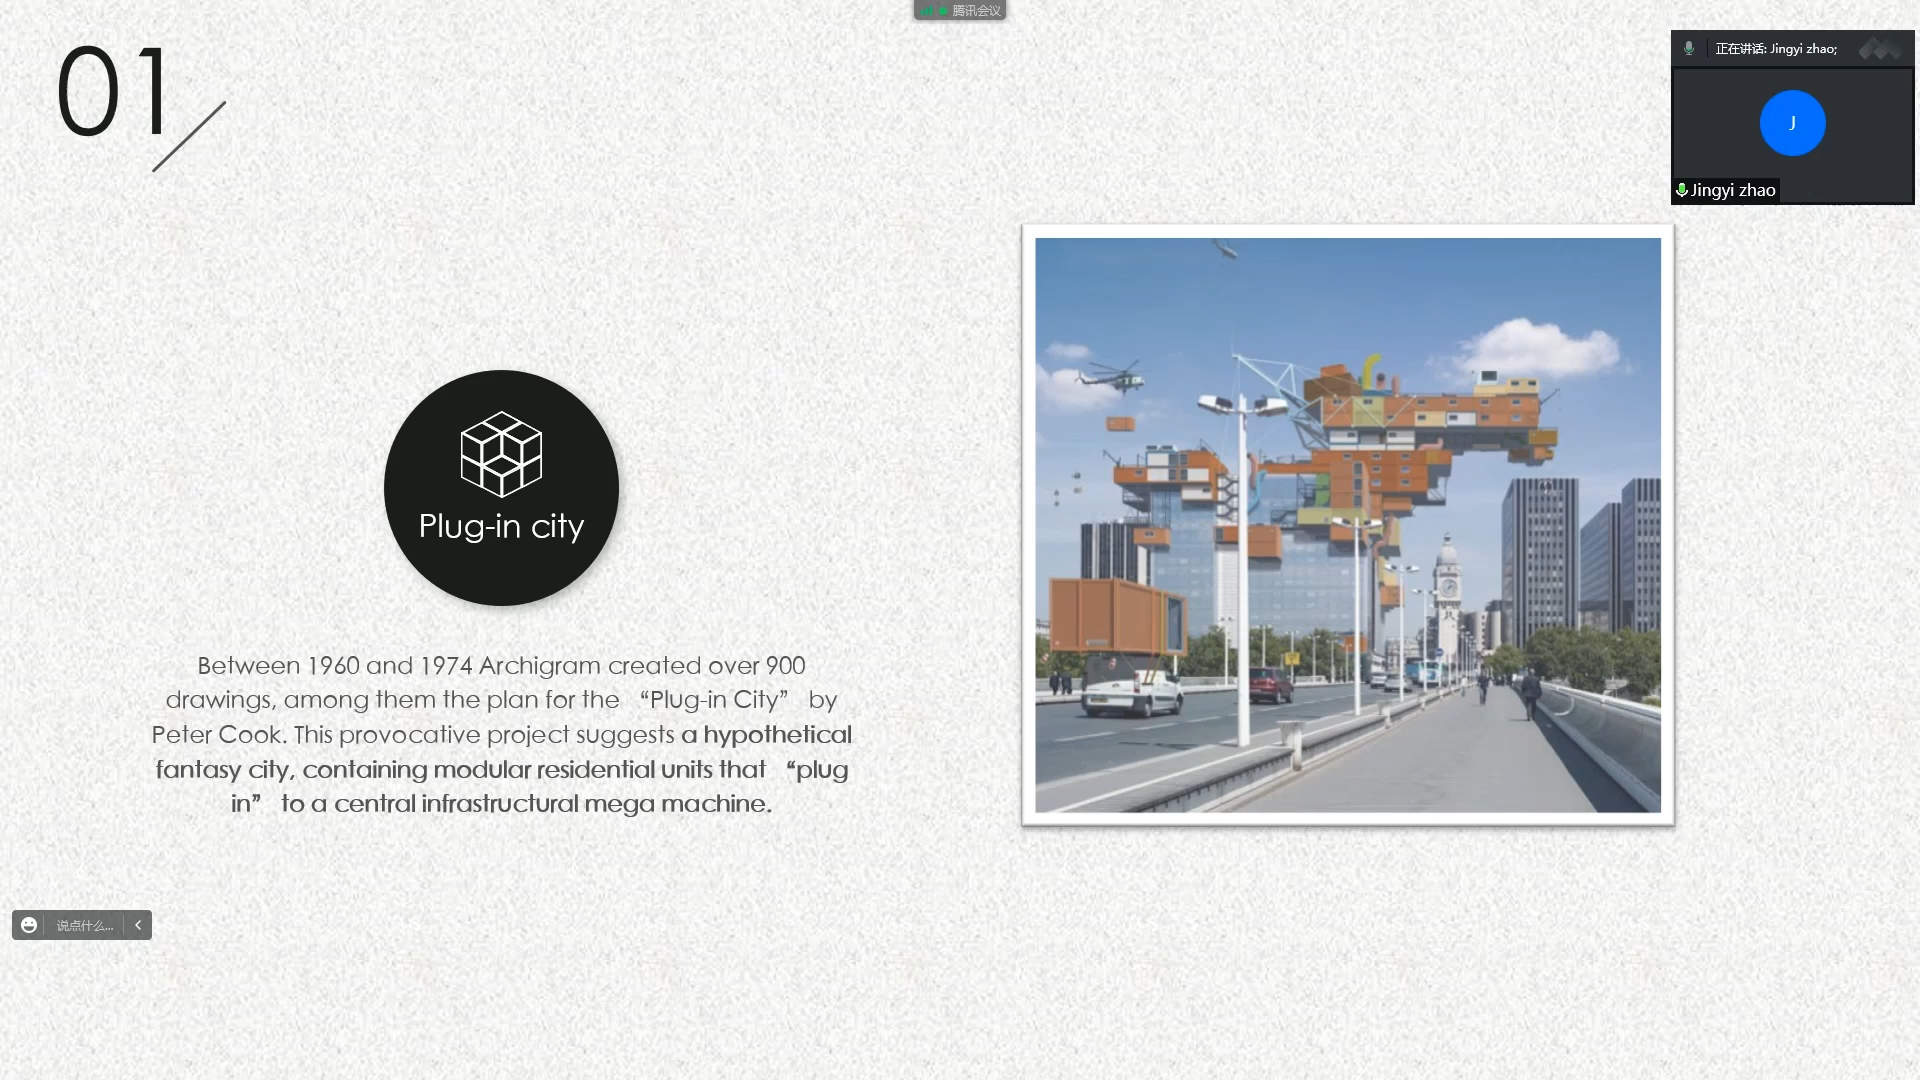 腾讯会议
01
正在讲话: Jingyi zhao;
J
Jingyi zhao
Plug-in city
Between 1960 and 1974 Archigram created over 900
drawings, among them the plan for the “Plug-in City” by
Peter Cook. This provocative project suggests a hypothetical
fantasy city, containing modular residential units that “plug
in” to a central infrastructural mega machine.
说点什么...